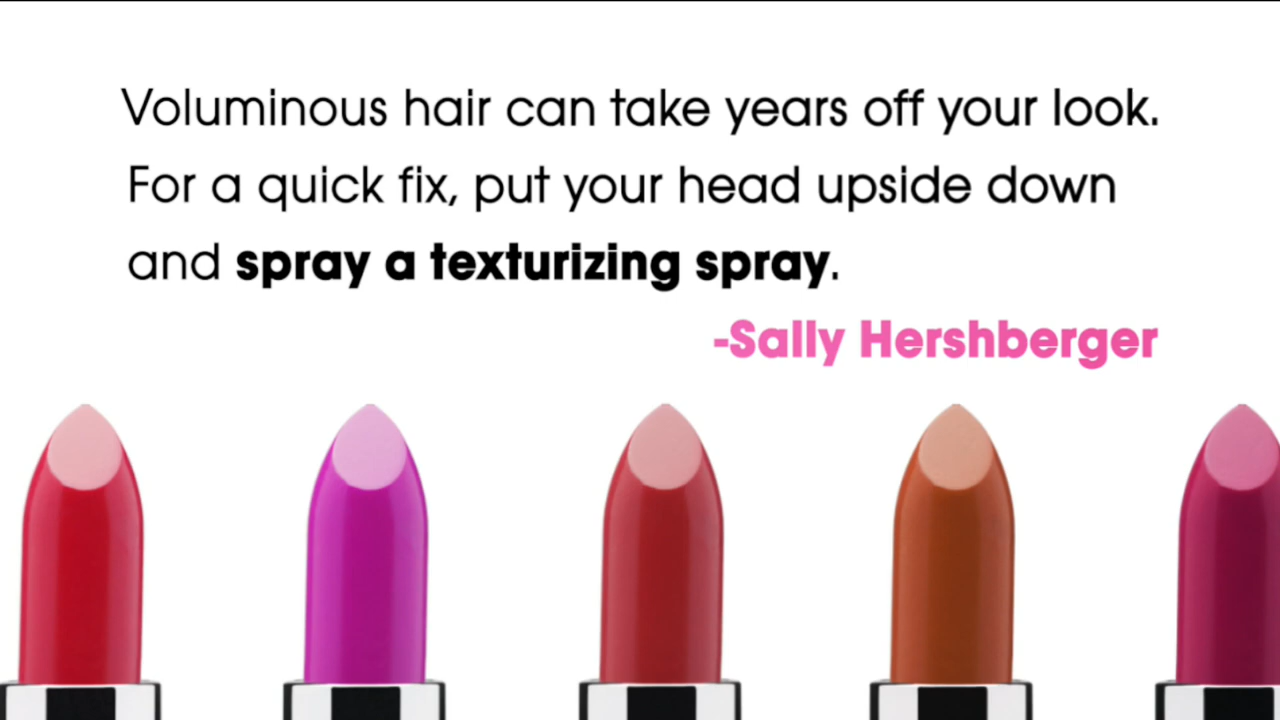 Voluminous hair can take years off your look.
For a quick fix, put your head upside down
and spray a texturizing spray.
-Sally Hershberger